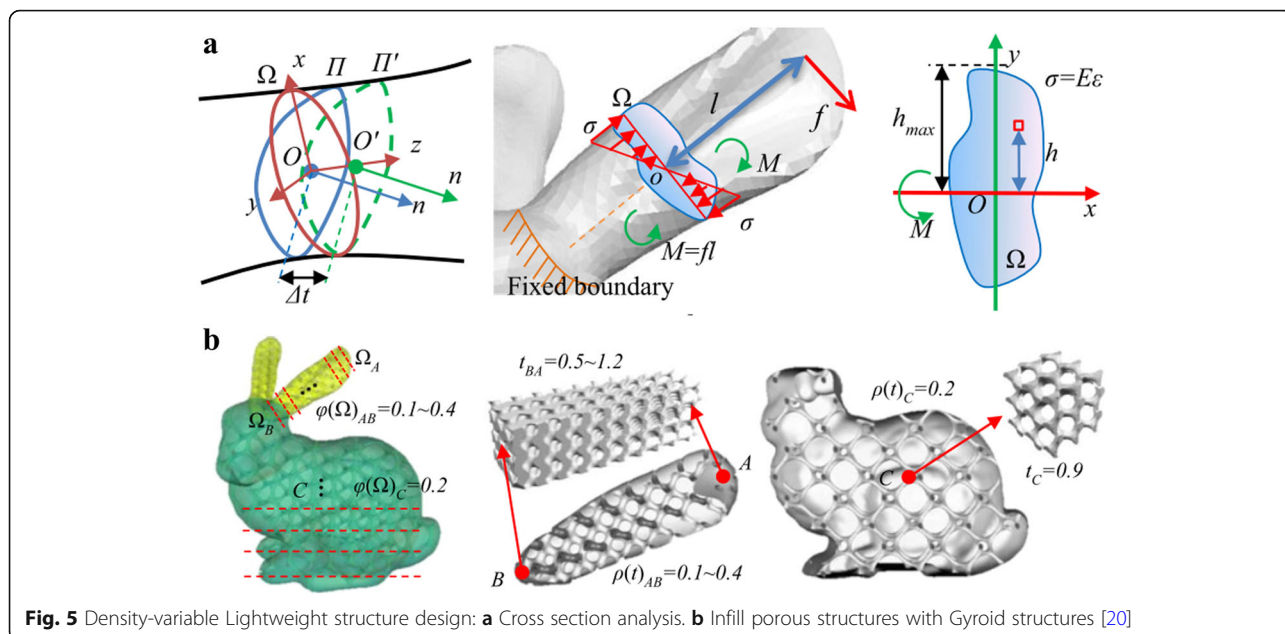 a
Ω
x
Π
Π'
O
O'
z
y
n
n
Δt
Ω
σ
l
f
o
M
σ
M=fl
Fixed boundary
y
σ=Eε
h_max
h
O
x
M
Ω
b
Ω_A
Ω_B
φ(Ω)_AB=0.1~0.4
C
φ(Ω)_C=0.2
t_BA=0.5~1.2
A
B
ρ(t)_AB=0.1~0.4
ρ(t)_C=0.2
C
t_C=0.9
Fig. 5 Density-variable Lightweight structure design: a Cross section analysis. b Infill porous structures with Gyroid structures [20]